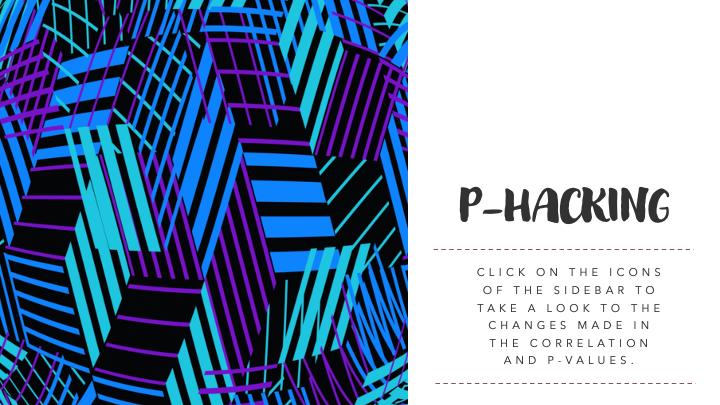 P-HACKING
CLICK ON THE ICONS
OF THE SIDEBAR TO
TAKE A LOOK TO THE
CHANGES MADE IN
THE CORRELATION
AND P-VALUES.